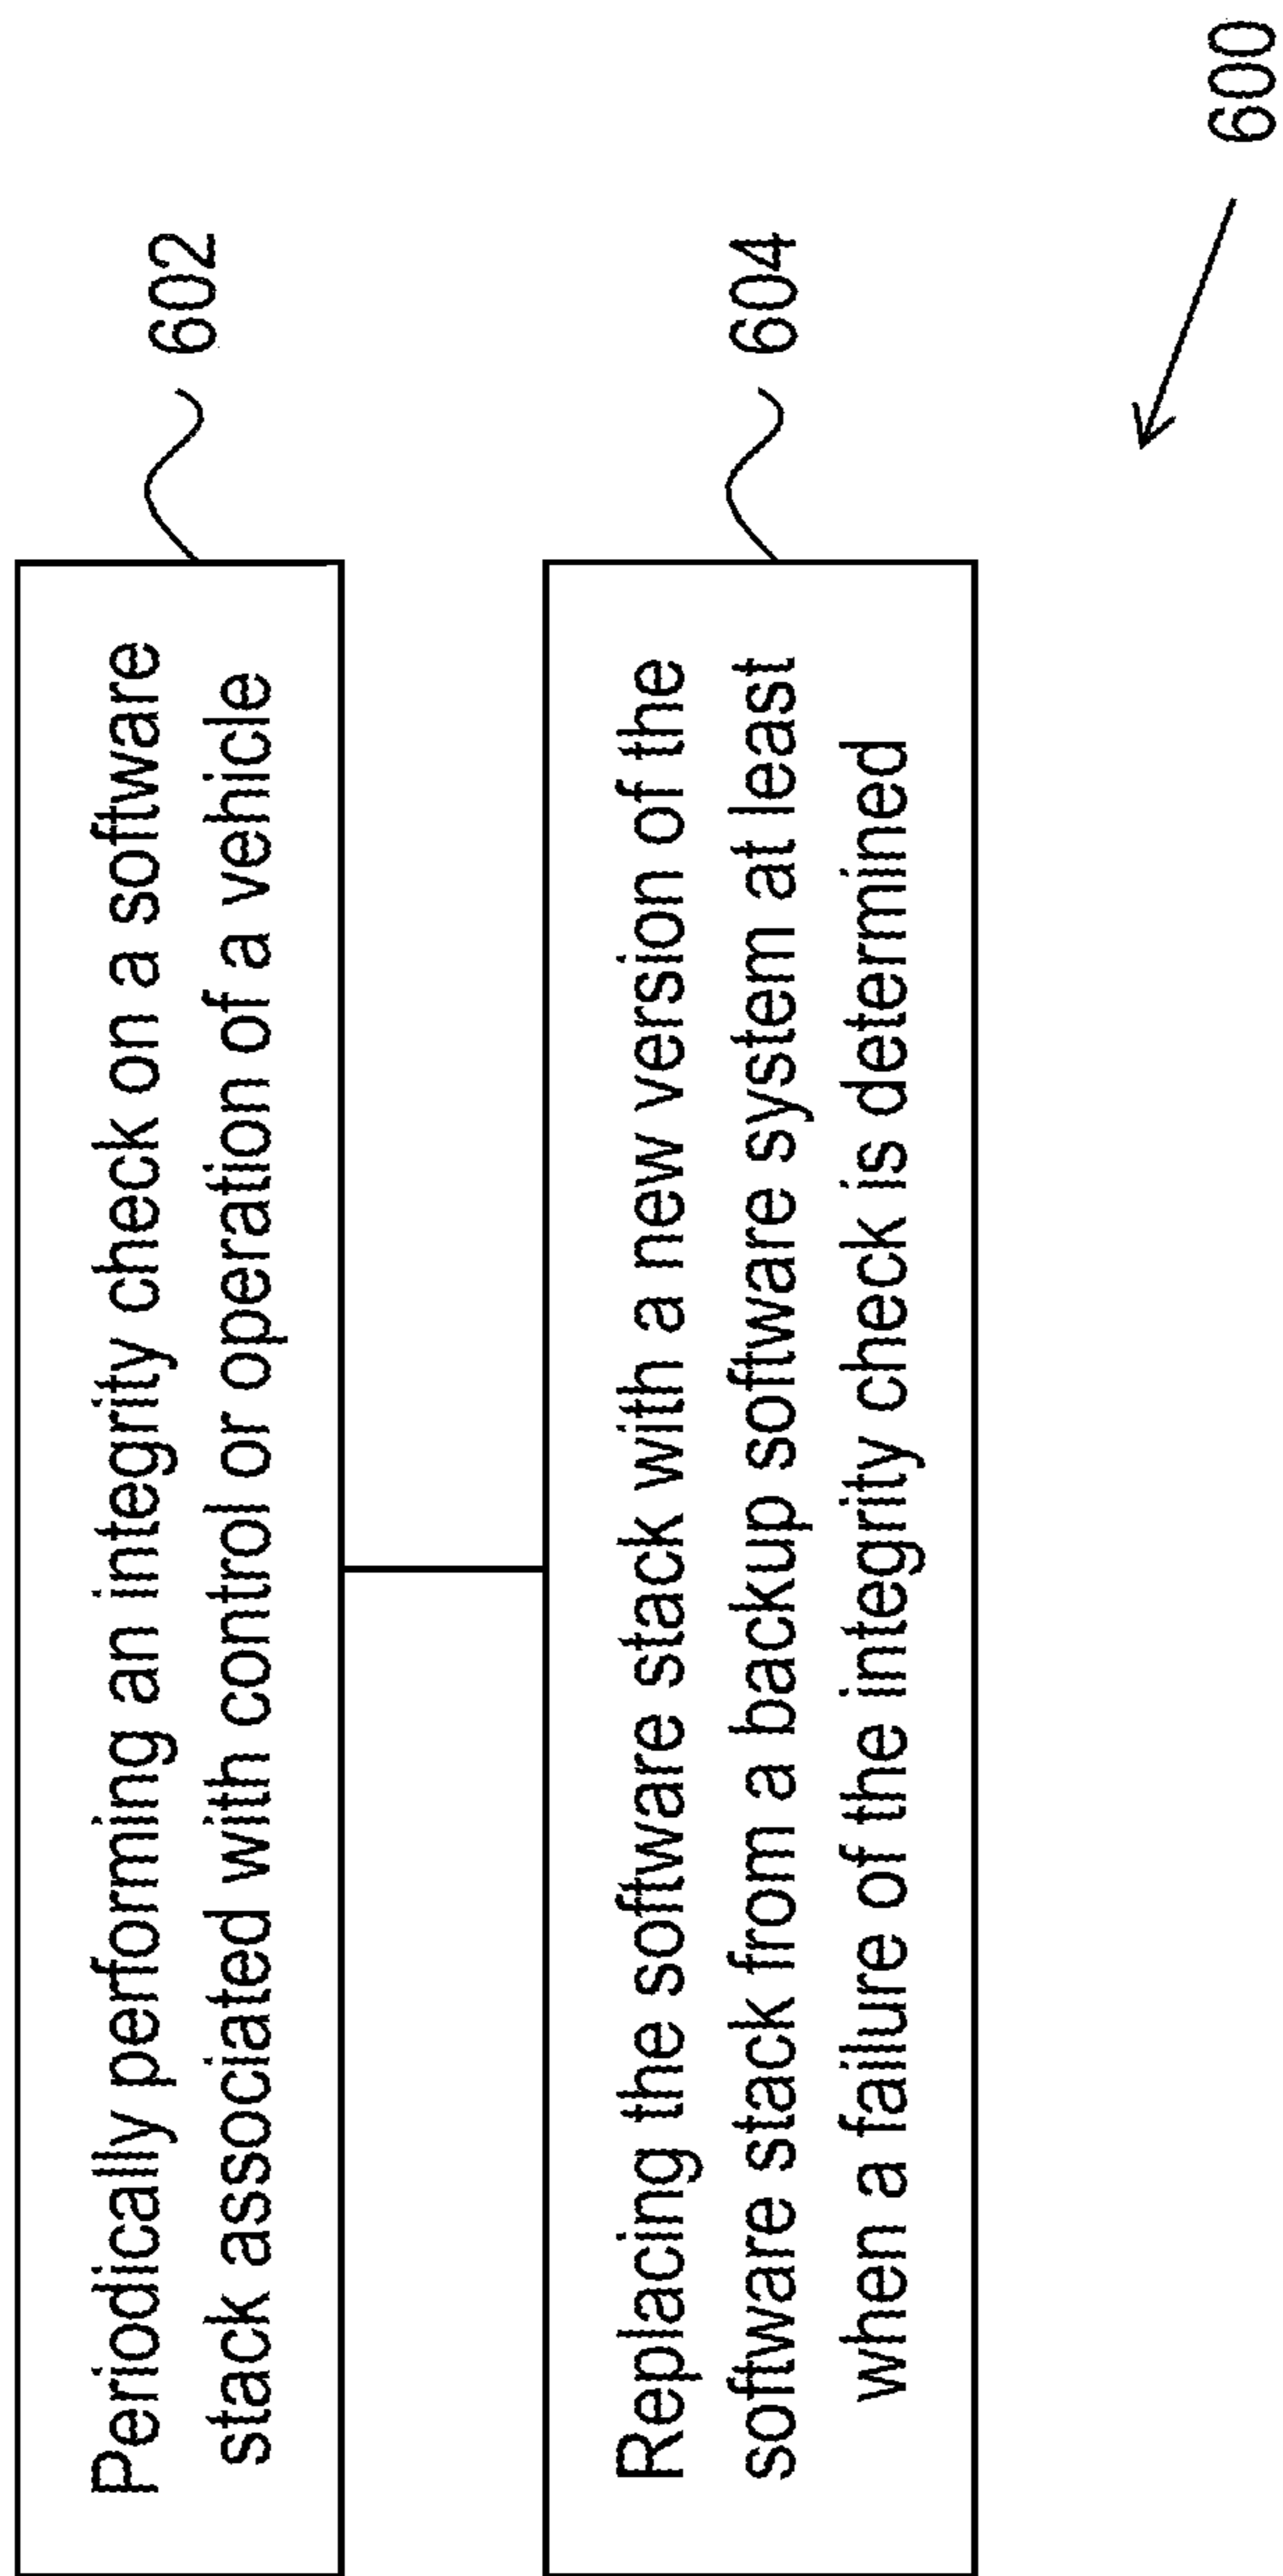 Periodically performing an integrity check on a software
stack associated with control or operation of a vehicle
602
Replacing the software stack with a new version of the
software stack from a backup software system at least
when a failure of the integrity check is determined
604
600